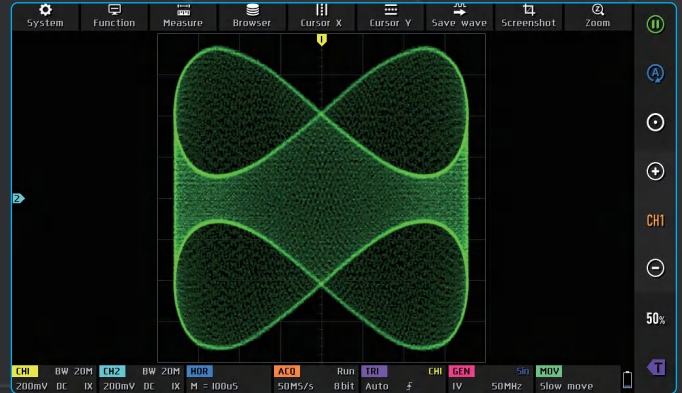 System Function Measure Browser Cursor X Cursor Y Save wave Screenshot Zoom
T
A
2
CH1
50%
T
CH1 BW 20M CH2 BW 20M HOR ACQ Run TRI CH1 GEN Sin MOV
200mV DC 1X 200mV DC 1X M = 100uS 50MS/s 8bit Auto 1V 50MHz Slow move